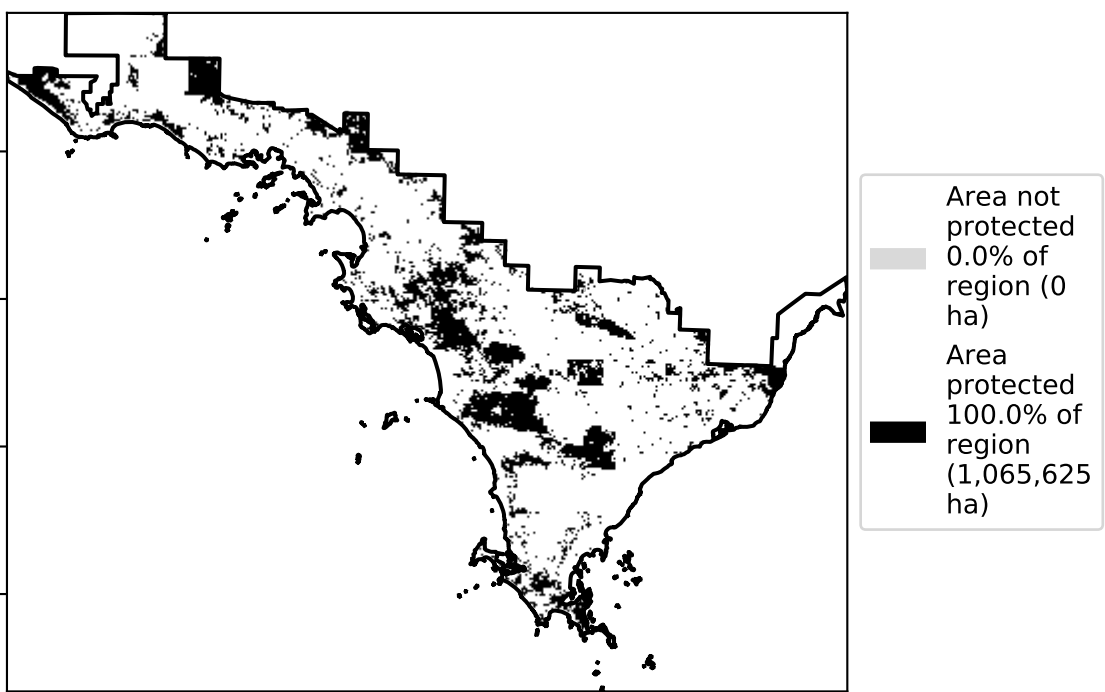 Area not
protected
0.0% of
region (0
ha)
Area
protected
100.0% of
region
(1,065,625
ha)